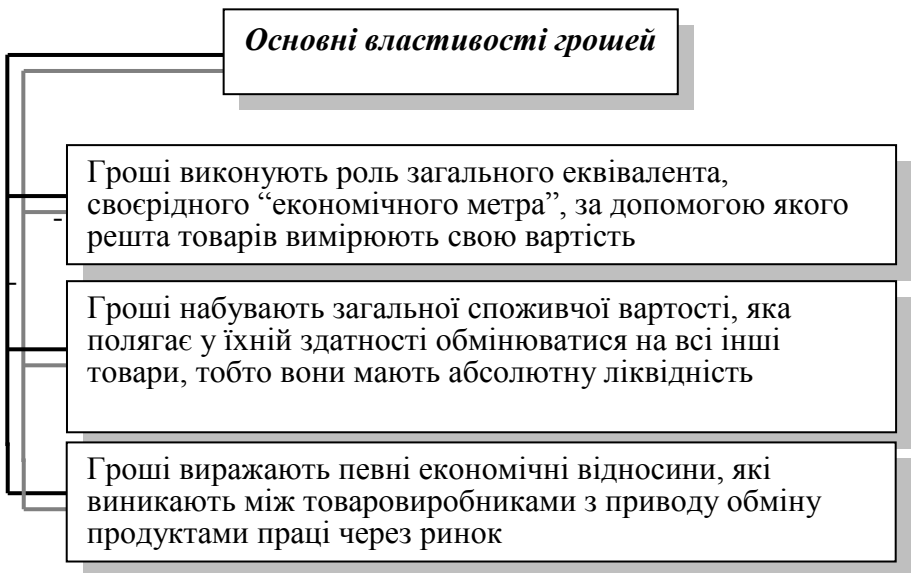 Основні властивості грошей
Гроші виконують роль загального еквівалента,
своєрідного “економічного метра”, за допомогою якого
решта товарів вимірюють свою вартість
Гроші набувають загальної споживчої вартості, яка
полягає у їхній здатності обмінюватися на всі інші
товари, тобто вони мають абсолютну ліквідність
Гроші виражають певні економічні відносини, які
виникають між товаровиробниками з приводу обміну
продуктами праці через ринок